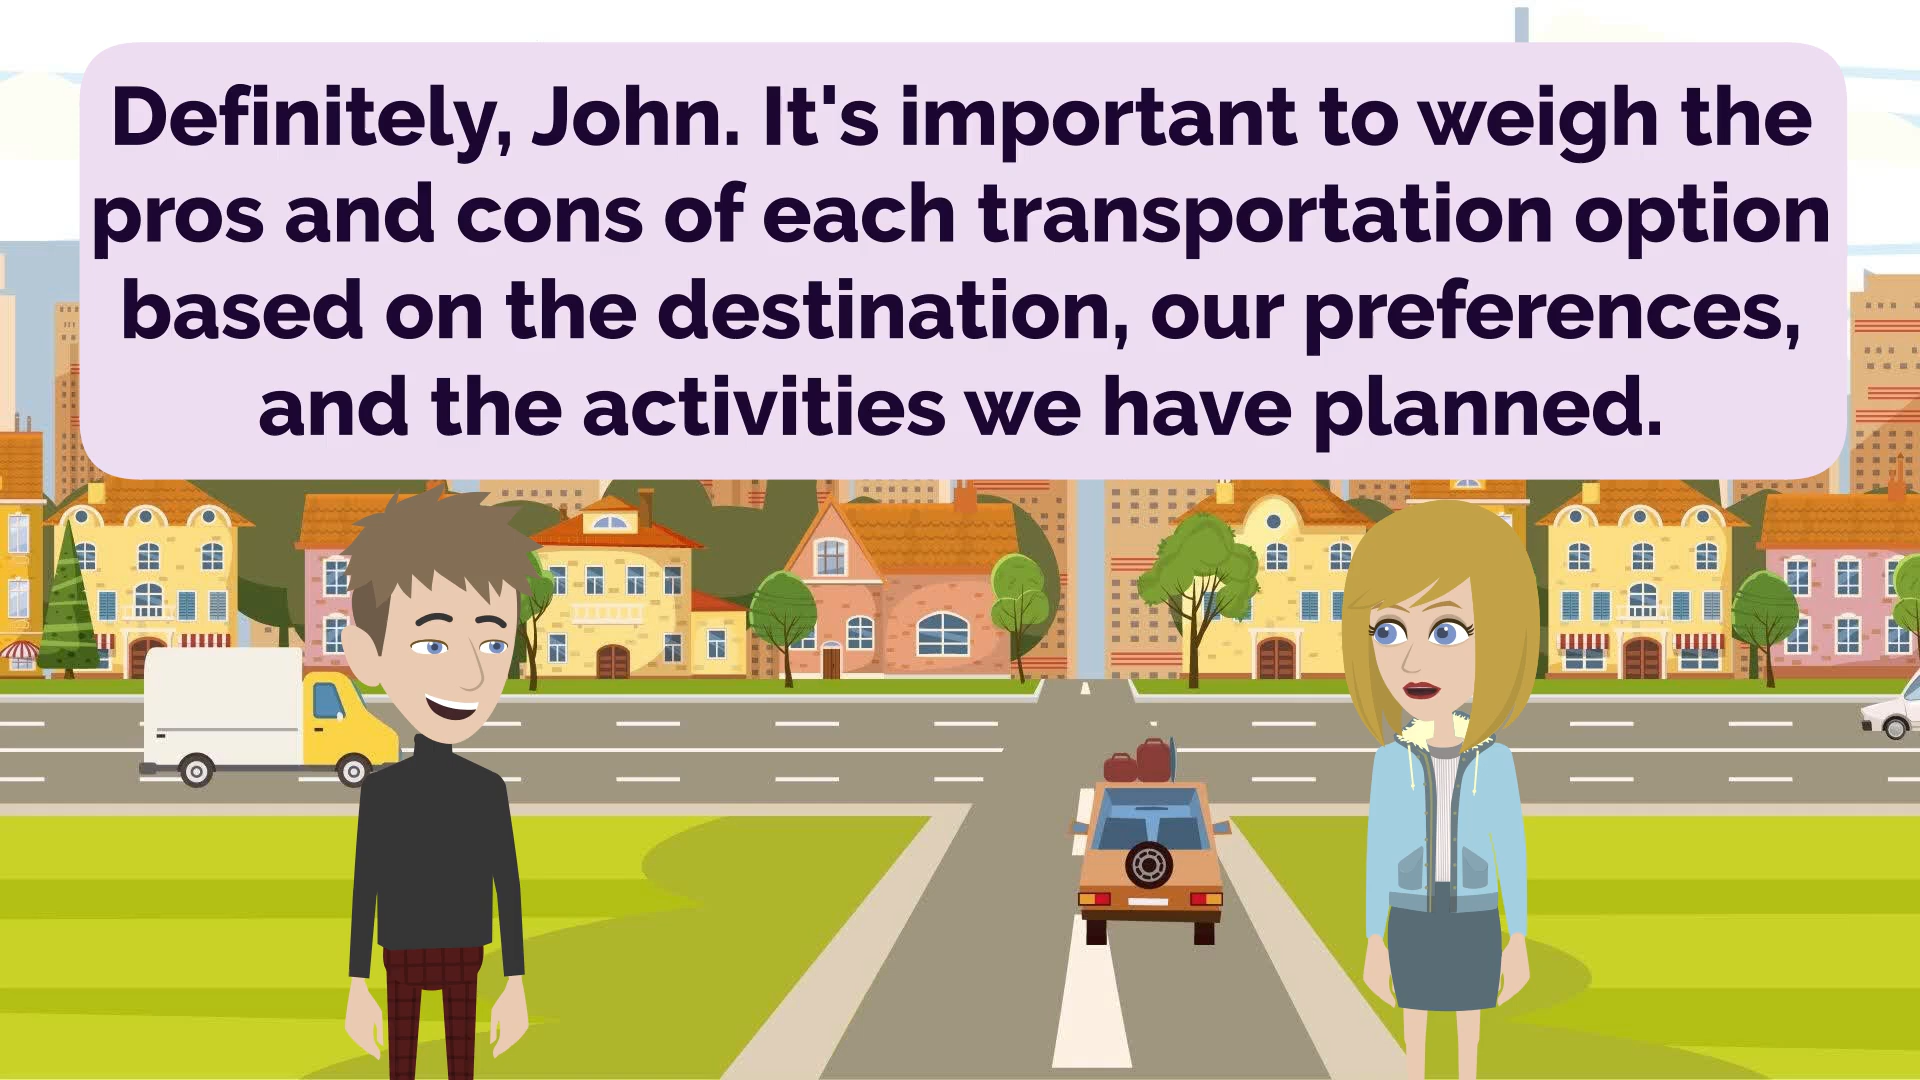 Definitely, John. It's important to weigh the
pros and cons of each transportation option
based on the destination, our preferences,
and the activities we have planned.